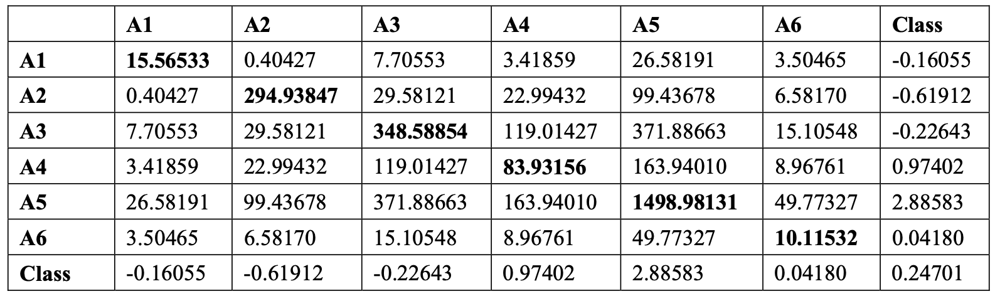 A1 A2 A3 A4 A5 A6 Class
A1 15.56533 0.40427 7.70553 3.41859 26.58191 3.50465 -0.16055
A2 0.40427 294.93847 29.58121 22.99432 99.43678 6.58170 -0.61912
A3 7.70553 29.58121 348.58854 119.01427 371.88663 15.10548 -0.22643
A4 3.41859 22.99432 119.01427 83.93156 163.94010 8.96761 0.97402
A5 26.58191 99.43678 371.88663 163.94010 1498.98131 49.77327 2.88583
A6 3.50465 6.58170 15.10548 8.96761 49.77327 10.11532 0.04180
Class -0.16055 -0.61912 -0.22643 0.97402 2.88583 0.04180 0.24701